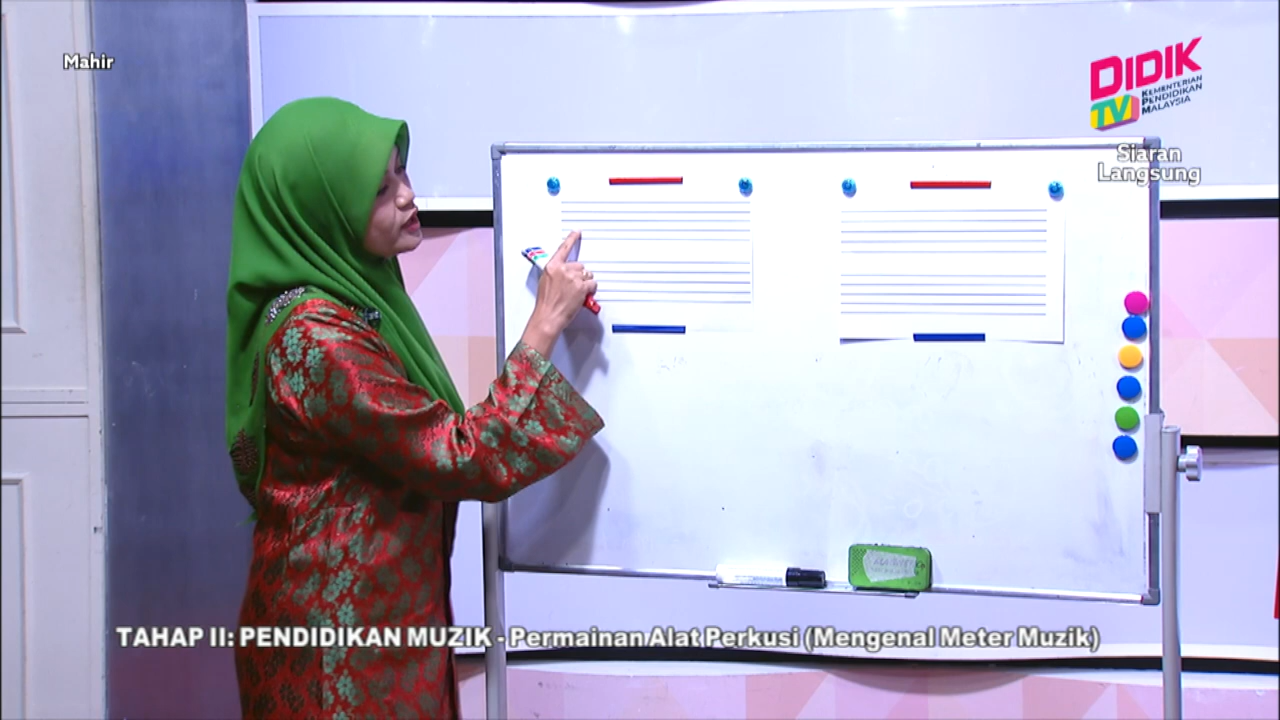 Mahir
DIDIK
TV
KEMENTERIAN
PENDIDIKAN
MALAYSIA
Siaran
Langsung
TAHAP II: PENDIDIKAN MUZIK - Permainan Alat Perkusi (Mengenal Meter Muzik)